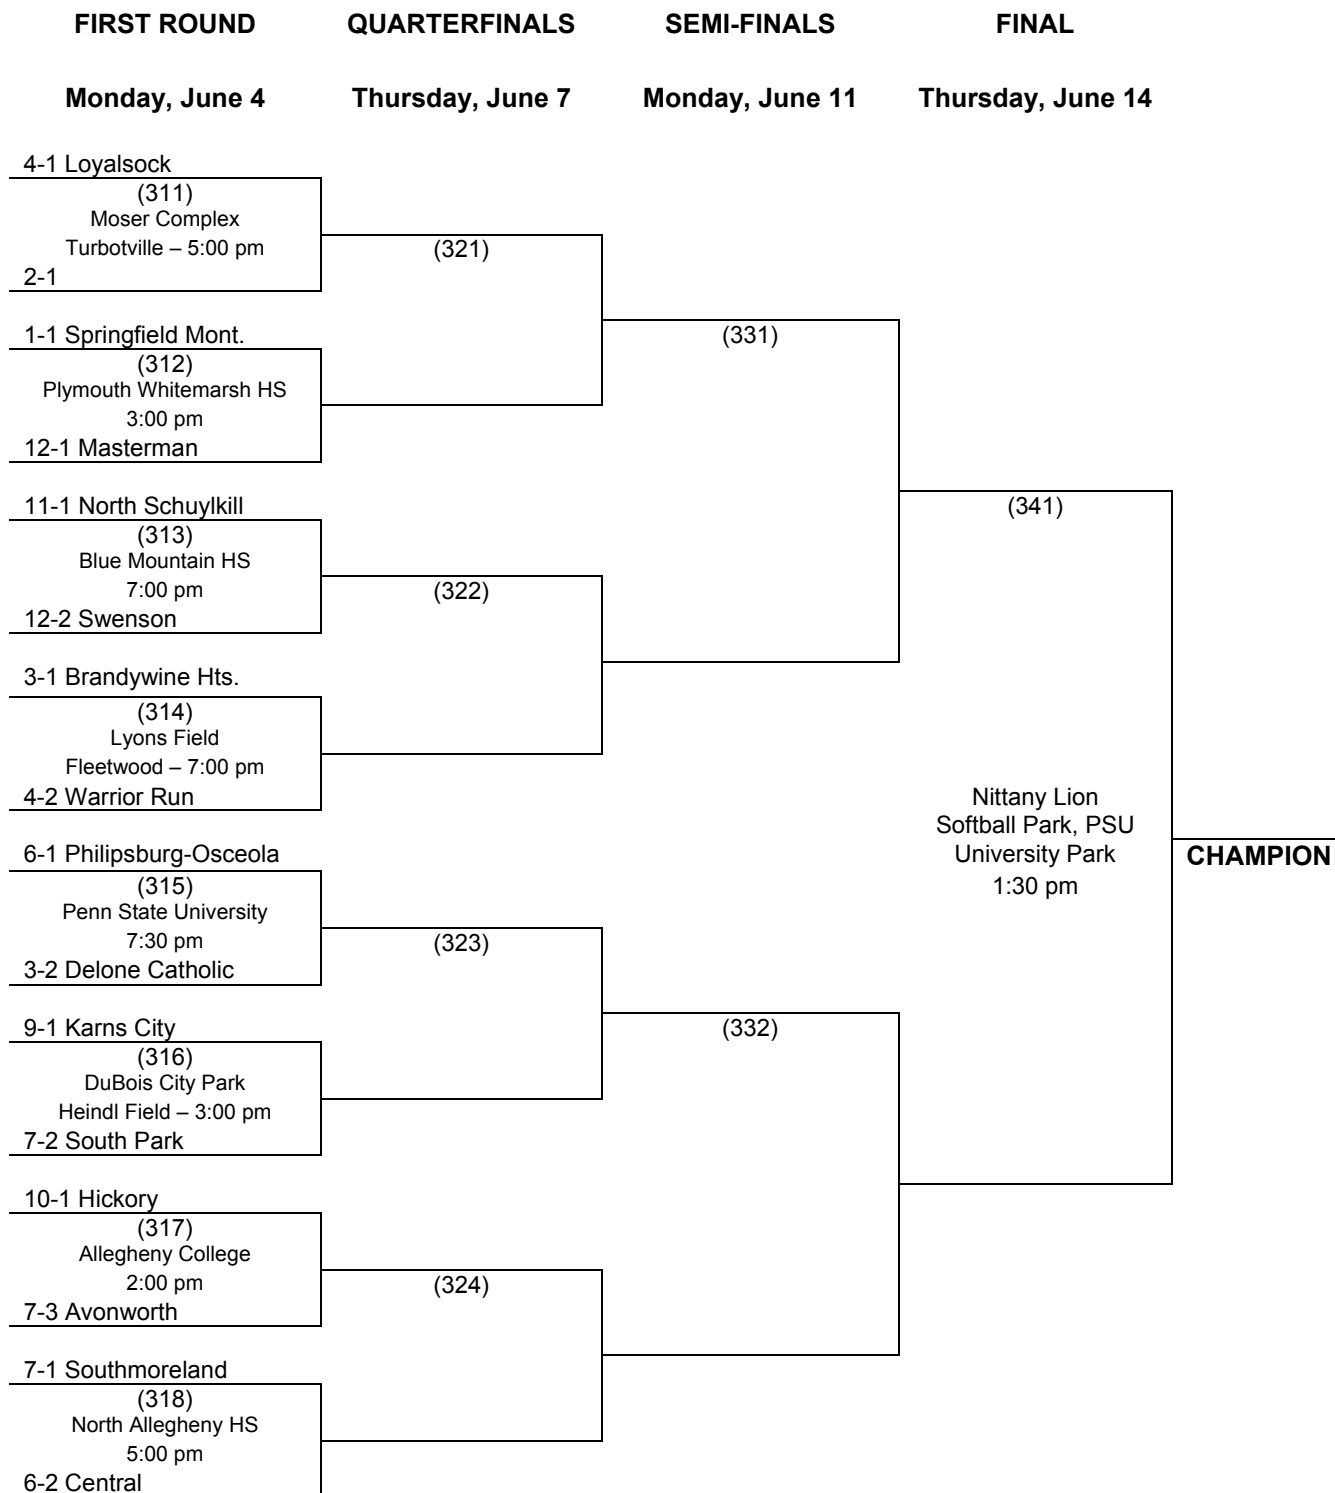 FIRST ROUND QUARTERFINALS SEMI-FINALS FINAL
Monday, June 4 Thursday, June 7 Monday, June 11 Thursday, June 14
4-1 Loyalsock
(311)
Moser Complex
Turbotville – 5:00 pm
(321)
2-1
1-1 Springfield Mont.
(331)
(312)
Plymouth Whitemarsh HS
3:00 pm
12-1 Masterman
11-1 North Schuylkill
(341)
(313)
Blue Mountain HS
7:00 pm
(322)
12-2 Swenson
3-1 Brandywine Hts.
(314)
Lyons Field
Fleetwood – 7:00 pm
4-2 Warrior Run
Nittany Lion
Softball Park, PSU
University Park
1:30 pm
CHAMPION
6-1 Philipsburg-Osceola
(315)
Penn State University
7:30 pm
(323)
3-2 Delone Catholic
9-1 Karns City
(332)
(316)
DuBois City Park
Heindl Field – 3:00 pm
7-2 South Park
10-1 Hickory
(317)
Allegheny College
2:00 pm
(324)
7-3 Avonworth
7-1 Southmoreland
(318)
North Allegheny HS
5:00 pm
6-2 Central